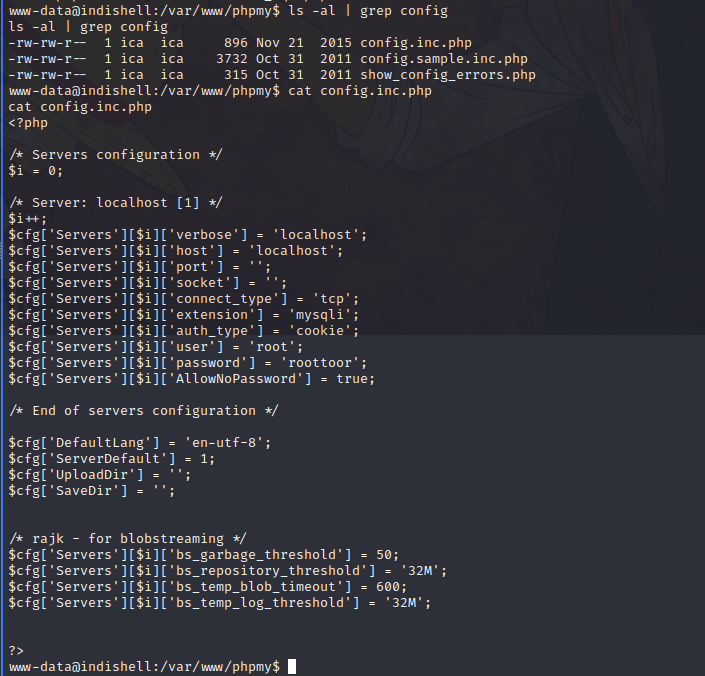 www-data@indishell:/var/www/phpmy$ ls -al | grep config
ls -al | grep config
-rw-rw-r--  1 ica  ica     896 Nov 21  2015 config.inc.php
-rw-rw-r--  1 ica  ica    3732 Oct 31  2011 config.sample.inc.php
-rw-rw-r--  1 ica  ica     315 Oct 31  2011 show_config_errors.php
www-data@indishell:/var/www/phpmy$ cat config.inc.php
cat config.inc.php
<?php
/* Servers configuration */
$i = 0;
/* Server: localhost [1] */
$i++;
$cfg['Servers'][$i]['verbose'] = 'localhost';
$cfg['Servers'][$i]['host'] = 'localhost';
$cfg['Servers'][$i]['port'] = '';
$cfg['Servers'][$i]['socket'] = '';
$cfg['Servers'][$i]['connect_type'] = 'tcp';
$cfg['Servers'][$i]['extension'] = 'mysqli';
$cfg['Servers'][$i]['auth_type'] = 'cookie';
$cfg['Servers'][$i]['user'] = 'root';
$cfg['Servers'][$i]['password'] = 'roottoor';
$cfg['Servers'][$i]['AllowNoPassword'] = true;
/* End of servers configuration */
$cfg['DefaultLang'] = 'en-utf-8';
$cfg['ServerDefault'] = 1;
$cfg['UploadDir'] = '';
$cfg['SaveDir'] = '';
/* rajk - for blobstreaming */
$cfg['Servers'][$i]['bs_garbage_threshold'] = 50;
$cfg['Servers'][$i]['bs_repository_threshold'] = '32M';
$cfg['Servers'][$i]['bs_temp_blob_timeout'] = 600;
$cfg['Servers'][$i]['bs_temp_log_threshold'] = '32M';
?>
www-data@indishell:/var/www/phpmy$